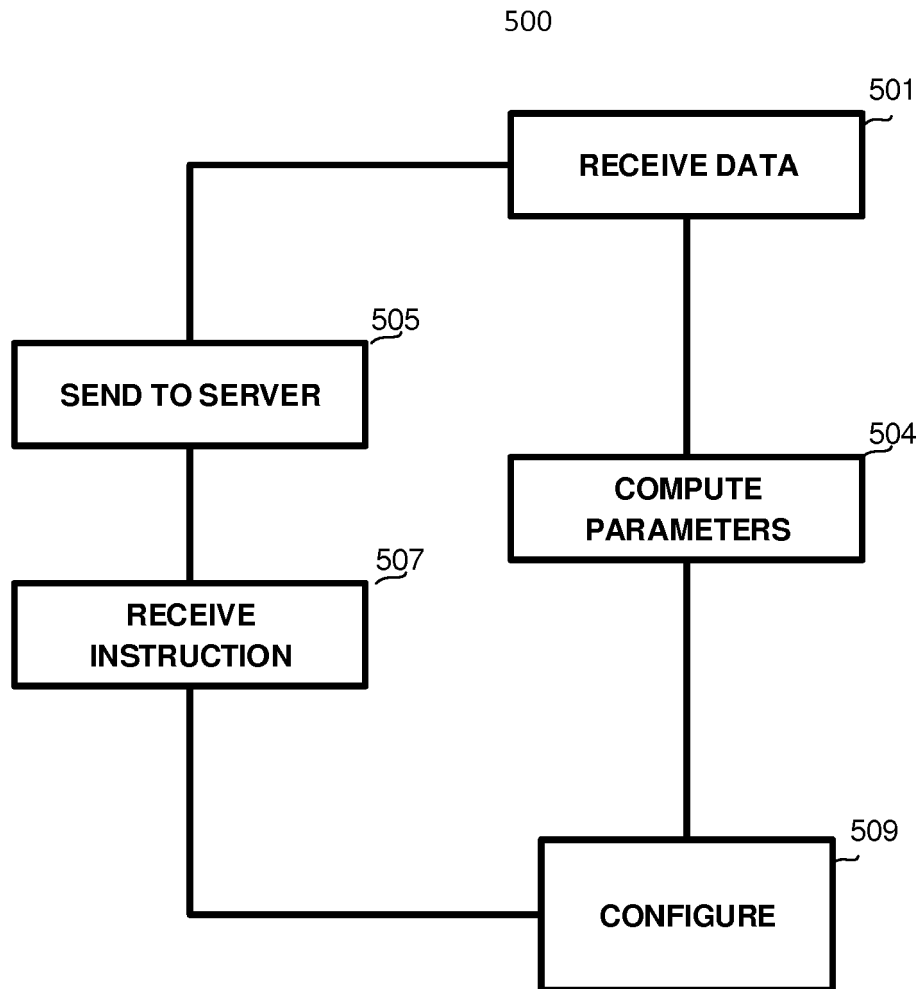 500
501
RECEIVE DATA
505
SEND TO SERVER
504
COMPUTE
PARAMETERS
507
RECEIVE
INSTRUCTION
509
CONFIGURE